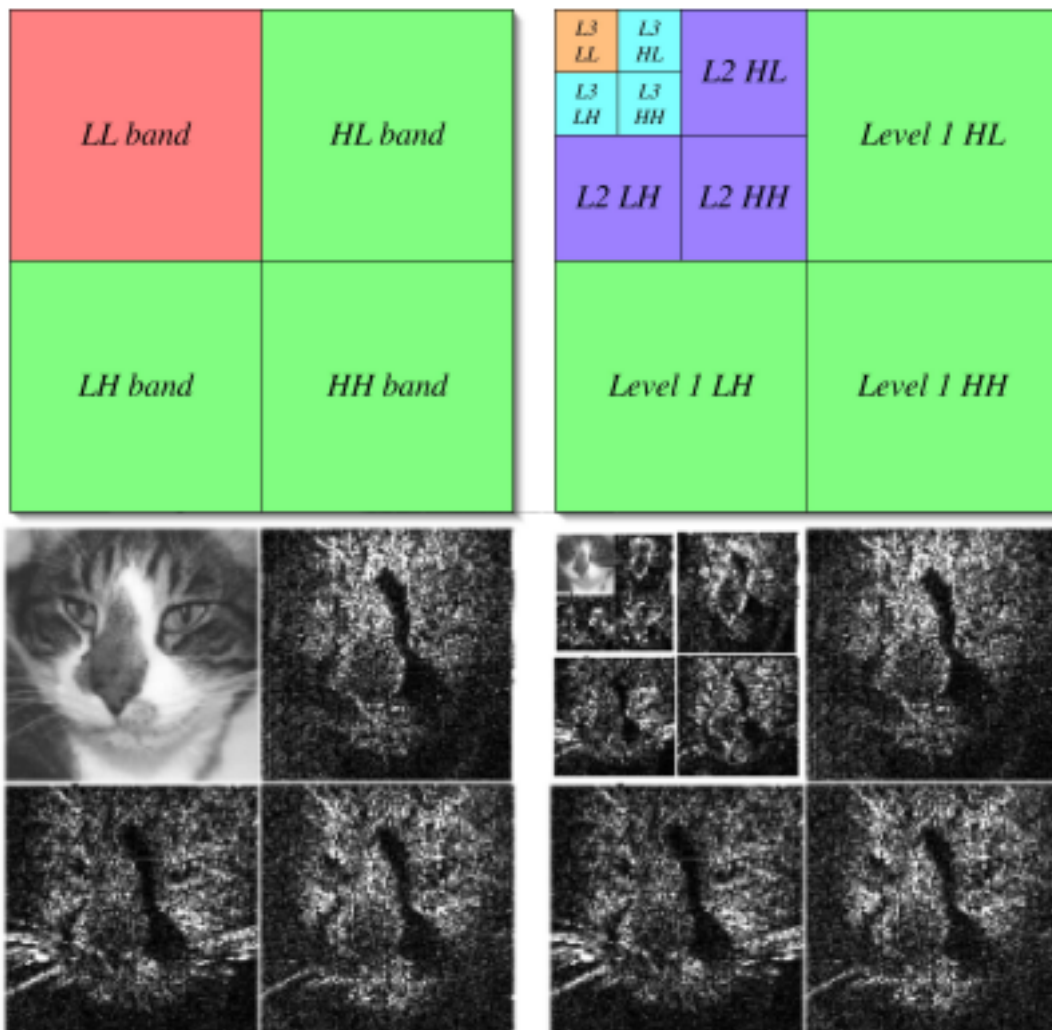 LL band
HL band
LH band
HH band
L3
LL
L3
HL
L3
LH
L3
HH
L2 HL
L2 LH
L2 HH
Level 1 HL
Level 1 LH
Level 1 HH